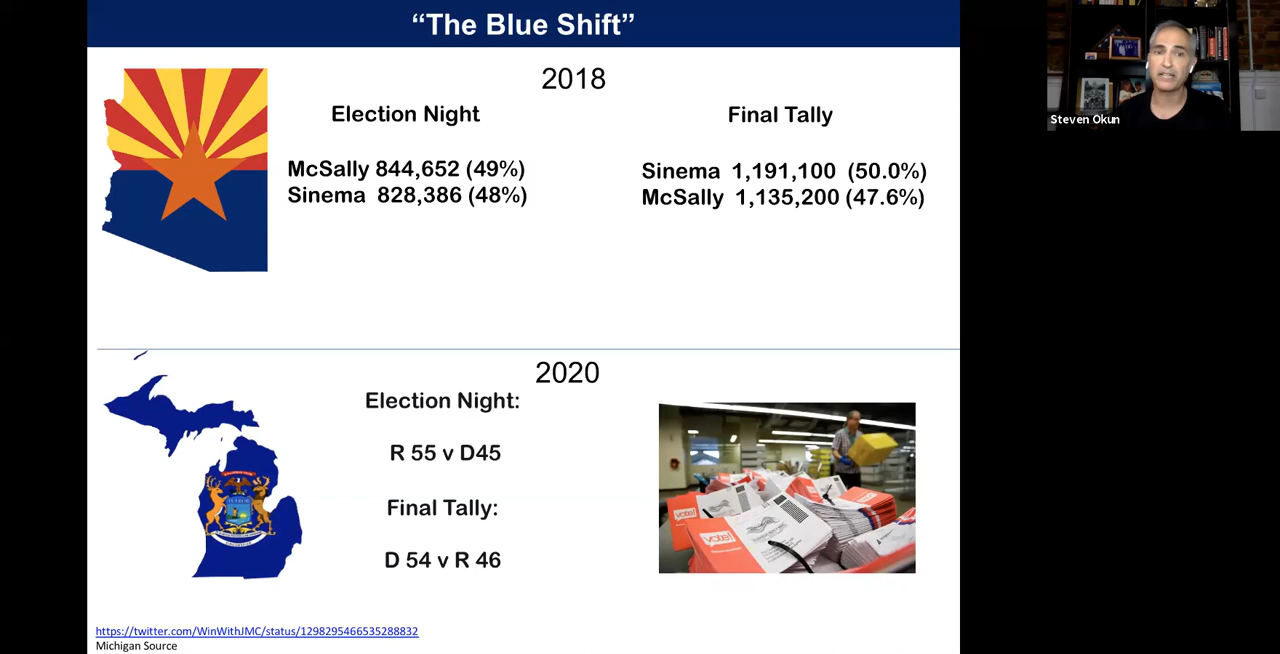 “The Blue Shift”
2018
Election Night
Final Tally
McSally 844,652 (49%)
Sinema 828,386 (48%)
Sinema 1,191,100 (50.0%)
McSally 1,135,200 (47.6%)
2020
Election Night:
R 55 v D45
Final Tally:
D 54 v R 46
vote!
vote!
https://twitter.com/WinWithJMC/status/1298295466535288832
Michigan Source
Steven Okun